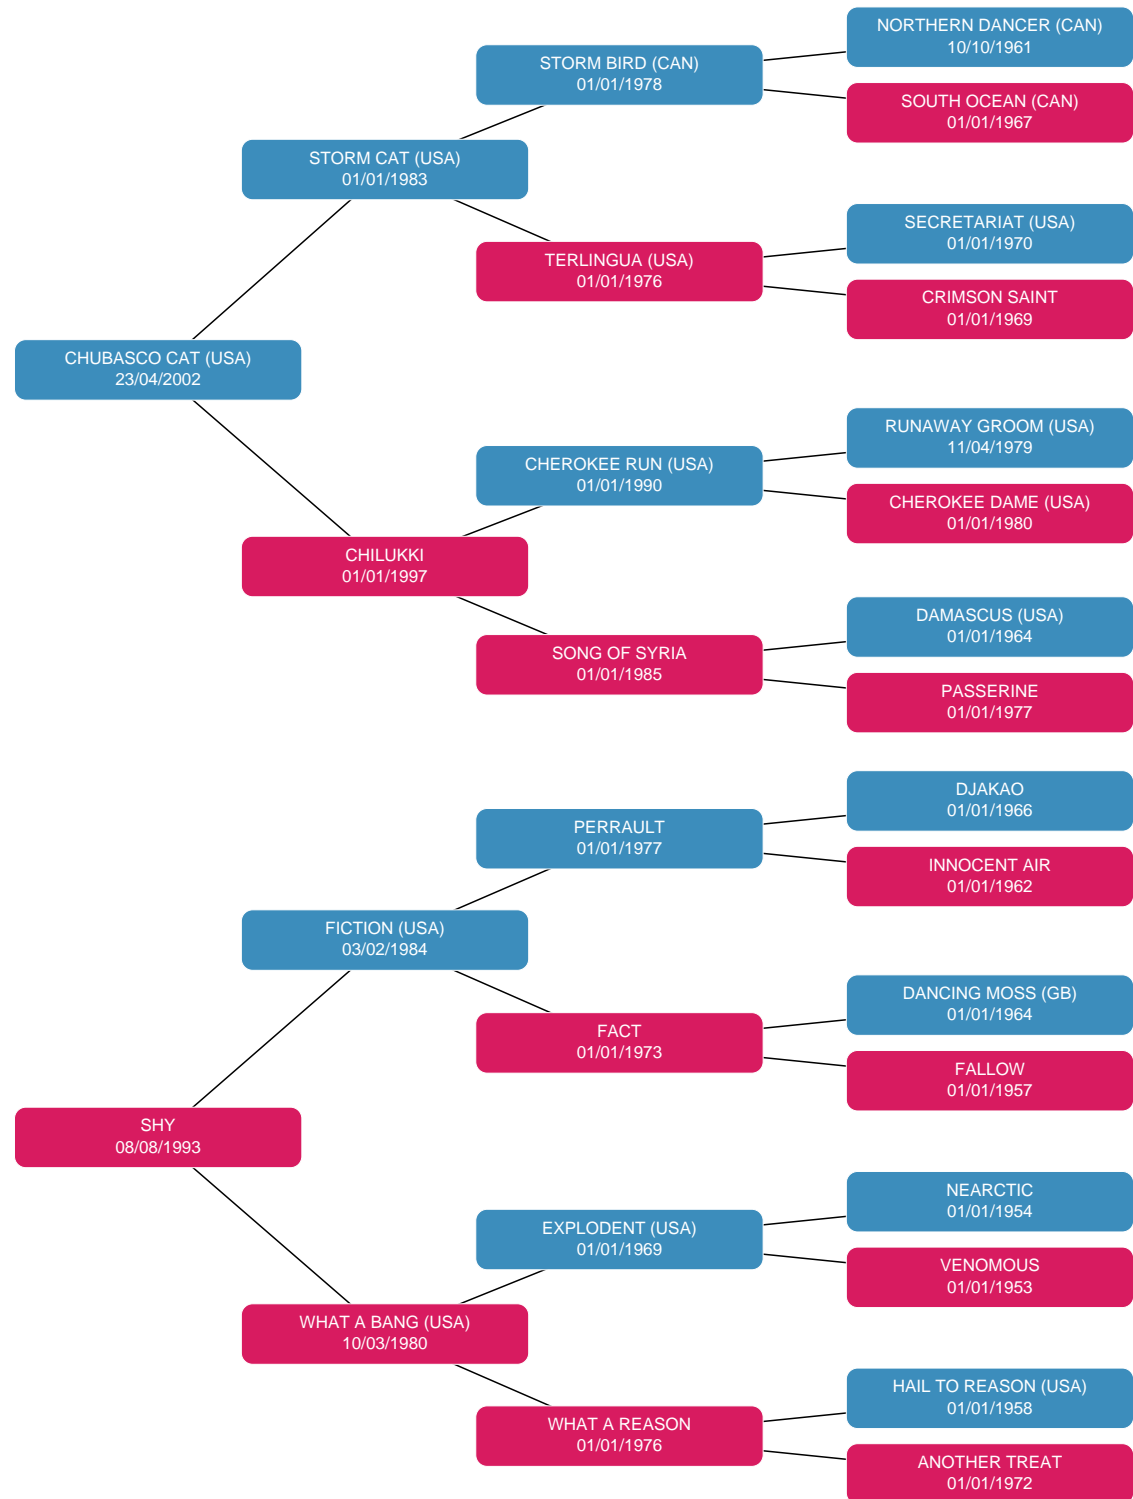 NORTHERN DANCER (CAN)
10/10/1961
STORM BIRD (CAN)
01/01/1978
SOUTH OCEAN (CAN)
01/01/1967
STORM CAT (USA)
01/01/1983
SECRETARIAT (USA)
01/01/1970
TERLINGUA (USA)
01/01/1976
CRIMSON SAINT
01/01/1969
CHUBASCO CAT (USA)
23/04/2002
RUNAWAY GROOM (USA)
11/04/1979
CHEROKEE RUN (USA)
01/01/1990
CHEROKEE DAME (USA)
01/01/1980
CHILUKKI
01/01/1997
DAMASCUS (USA)
01/01/1964
SONG OF SYRIA
01/01/1985
PASSERINE
01/01/1977
DJAKAO
01/01/1966
PERRAULT
01/01/1977
INNOCENT AIR
01/01/1962
FICTION (USA)
03/02/1984
DANCING MOSS (GB)
01/01/1964
FACT
01/01/1973
FALLOW
01/01/1957
SHY
08/08/1993
NEARCTIC
01/01/1954
EXPLODENT (USA)
01/01/1969
VENOMOUS
01/01/1953
WHAT A BANG (USA)
10/03/1980
HAIL TO REASON (USA)
01/01/1958
WHAT A REASON
01/01/1976
ANOTHER TREAT
01/01/1972